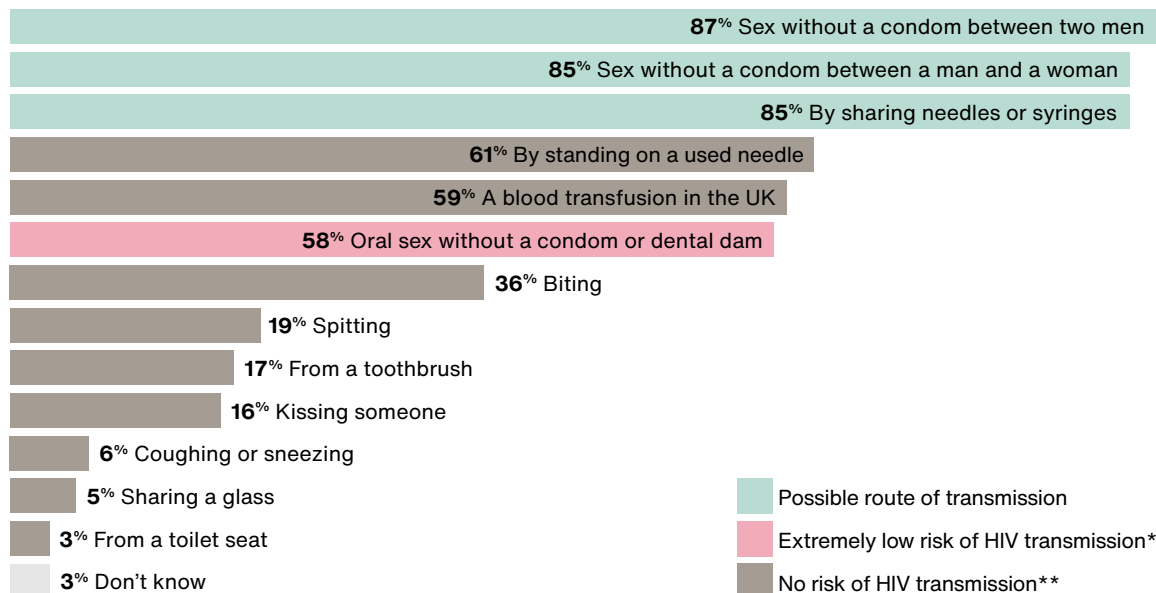 87% Sex without a condom between two men
85% Sex without a condom between a man and a woman
85% By sharing needles or syringes
61% By standing on a used needle
59% A blood transfusion in the UK
58% Oral sex without a condom or dental dam
36% Biting
19% Spitting
17% From a toothbrush
16% Kissing someone
6% Coughing or sneezing
5% Sharing a glass
3% From a toilet seat
3% Don't know
Possible route of transmission
Extremely low risk of HIV transmission*
No risk of HIV transmission**